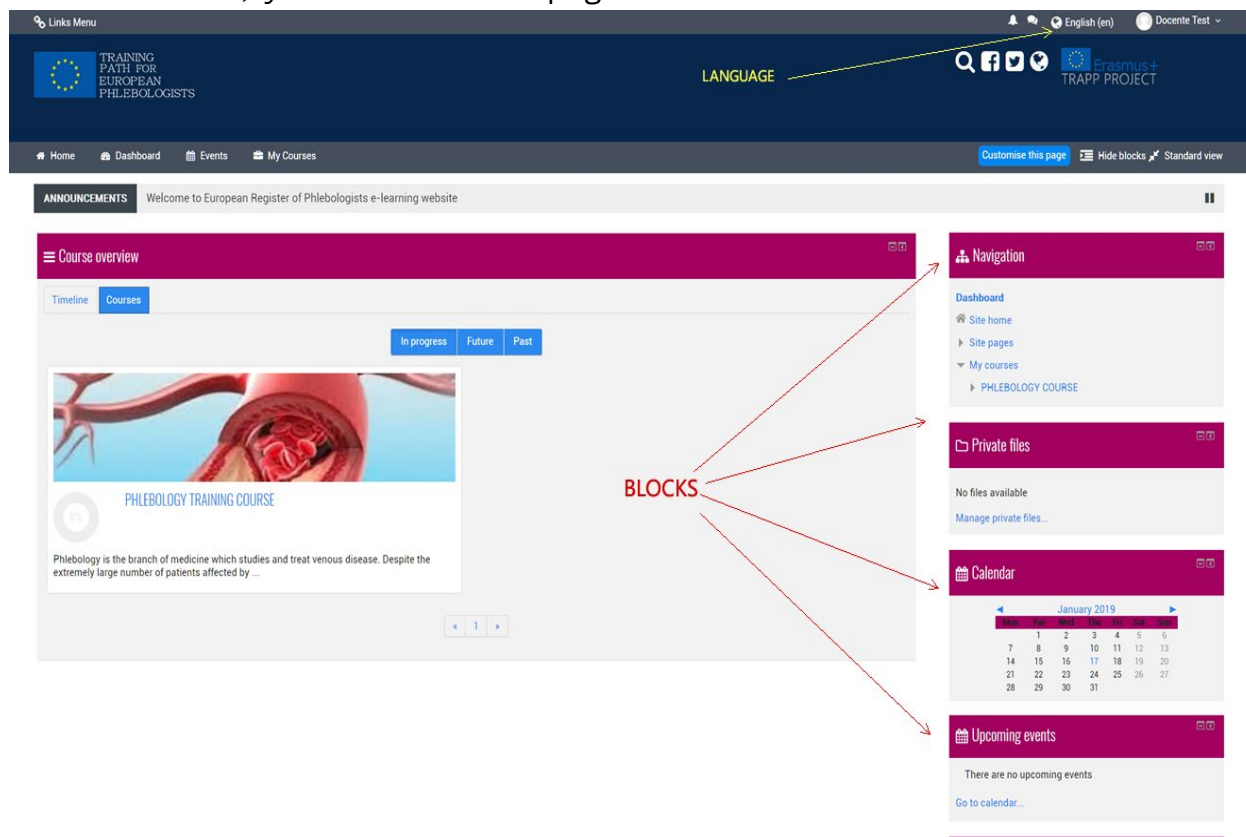 Links Menu
English (en)
Docente Test
TRAINING
PATH FOR
EUROPEAN
PHLEBOLOGISTS
LANGUAGE
Erasmus+
TRAPP PROJECT
Home Dashboard Events My Courses
Customise this page Hide blocks Standard view
ANNOUNCEMENTS Welcome to European Register of Phlebologists e-learning website
Course overview
Timeline Courses
In progress Future Past
0%
PHLEBOLOGY TRAINING COURSE
Phlebology is the branch of medicine which studies and treat venous disease. Despite the
extremely large number of patients affected by ...
« 1 »
BLOCKS
Navigation
Dashboard
Site home
Site pages
My courses
PHLEBOLOGY COURSE
Private files
No files available
Manage private files...
Calendar
January 2019
Mon Tue Wed Thu Fri Sat Sun
1 2 3 4 5 6
7 8 9 10 11 12 13
14 15 16 17 18 19 20
21 22 23 24 25 26 27
28 29 30 31
Upcoming events
There are no upcoming events
Go to calendar...